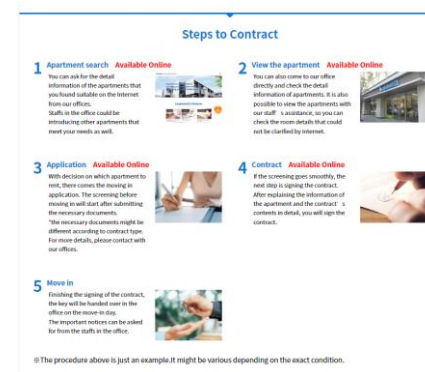 Steps to Contract
1 Apartment search Available Online
You can ask for the detail
information of the apartments that
you found suitable on the Internet
from our offices.
Staffs in the office could be
introducing other apartments that
meet your needs as well.
2 View the apartment Available Online
You can also come to our office
directly and check the detail
information of apartments. It is also
possible to view the apartments with
our staff's assistance, so you can
check the room details that could
not be clarified by internet.
3 Application Available Online
With decision on which apartment to
rent, there comes the moving in
application. The screening before
moving in will start after submitting
the necessary documents.
*the necessary documents might be
different according to contract type.
For more details, please contact with
our offices.
4 Contract Available Online
If the screening goes smoothly, the
next step is signing the contract.
After explaining the information of
the apartment and the contract's
contents in detail, you will sign the
contract.
5 Move in
Finishing the signing of the contract,
the key will be handed over in the
office on the move-in day.
The important notices can be asked
for from the staffs in the office.
※The procedure above is just an example.It might be various depending on the exact condition.